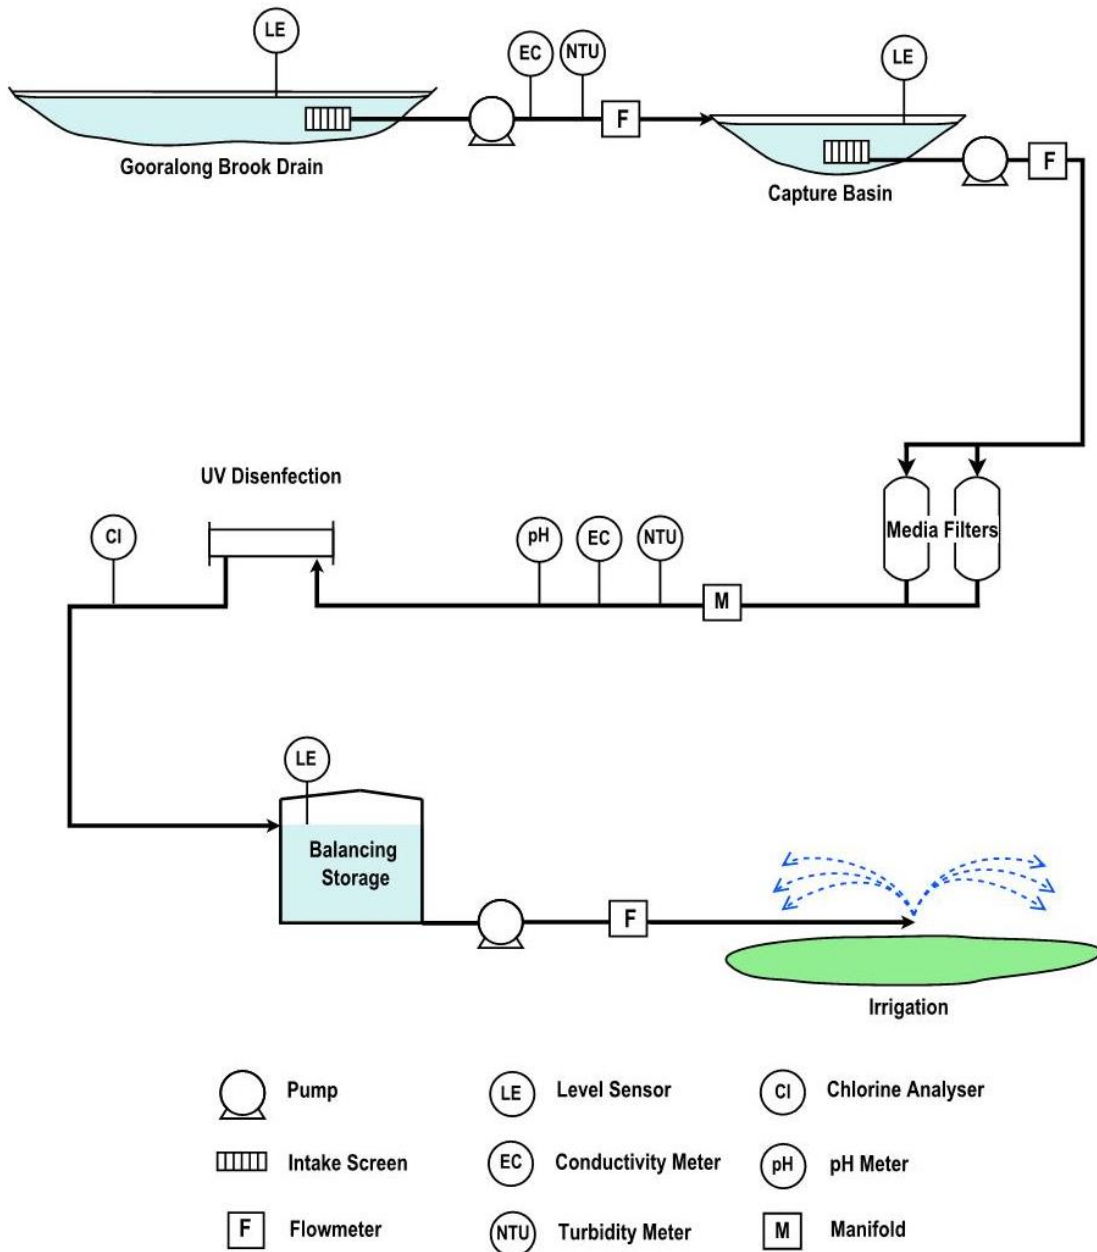 LE
EC
NTU
LE
F
F
Gooralong Brook Drain
Capture Basin
UV Disenfection
Cl
pH
EC
NTU
Media Filters
M
LE
Balancing
Storage
F
Irrigation
Pump
LE
Level Sensor
Cl
Chlorine Analyser
Intake Screen
EC
Conductivity Meter
pH
pH Meter
F
Flowmeter
NTU
Turbidity Meter
M
Manifold